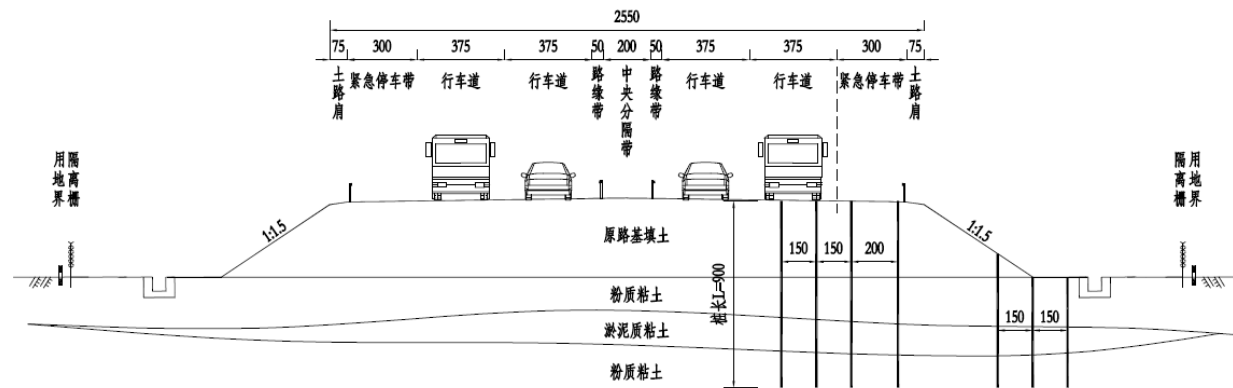 2550
75 300 375 375 50 200 50 375 375 300 75
土路肩 紧急停车带 行车道 行车道 路缘带 中央分隔带 路缘带 行车道 行车道 紧急停车带 土路肩
用地界 隔离栅 隔离栅 用地界
1:1.5 原路基填土 1:1.5
150 150 200
桩长L=900
粉质粘土
淤泥质粘土
150 150
粉质粘土